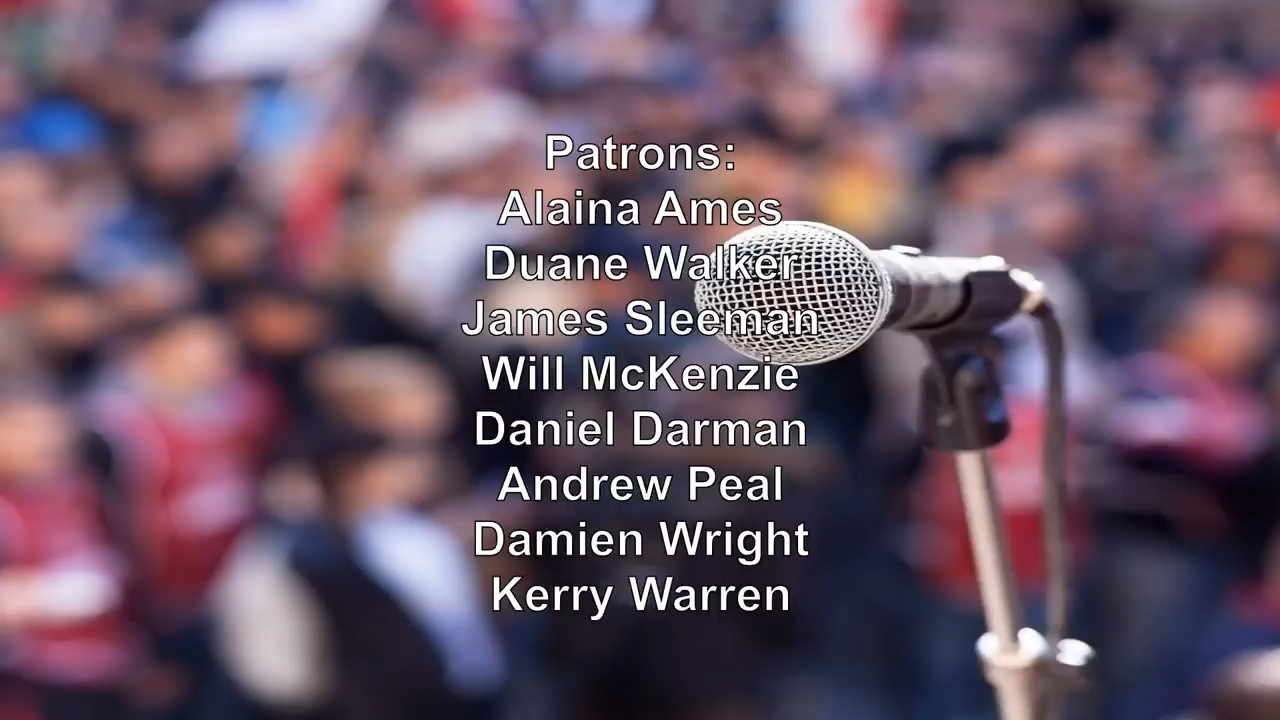 Patrons:
Alaina Ames
Duane Walker
James Sleeman
Will McKenzie
Daniel Darman
Andrew Peal
Damien Wright
Kerry Warren